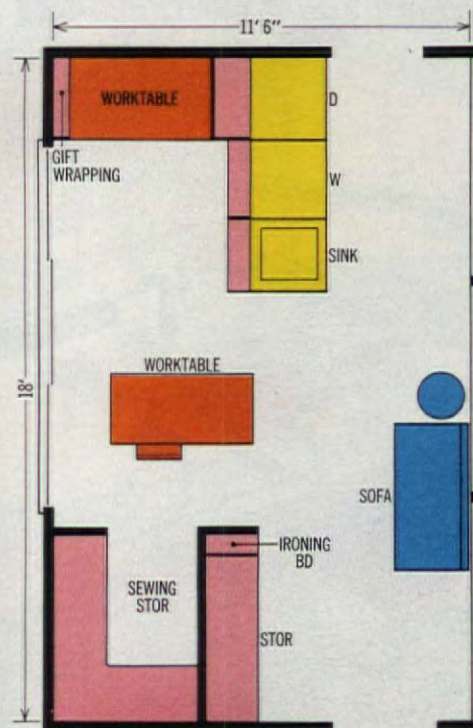 11' 6"
WORKTABLE
D
GIFT
WRAPPING
W
SINK
WORKTABLE
18'
SOFA
IRONING
BD
SEWING
STOR
STOR